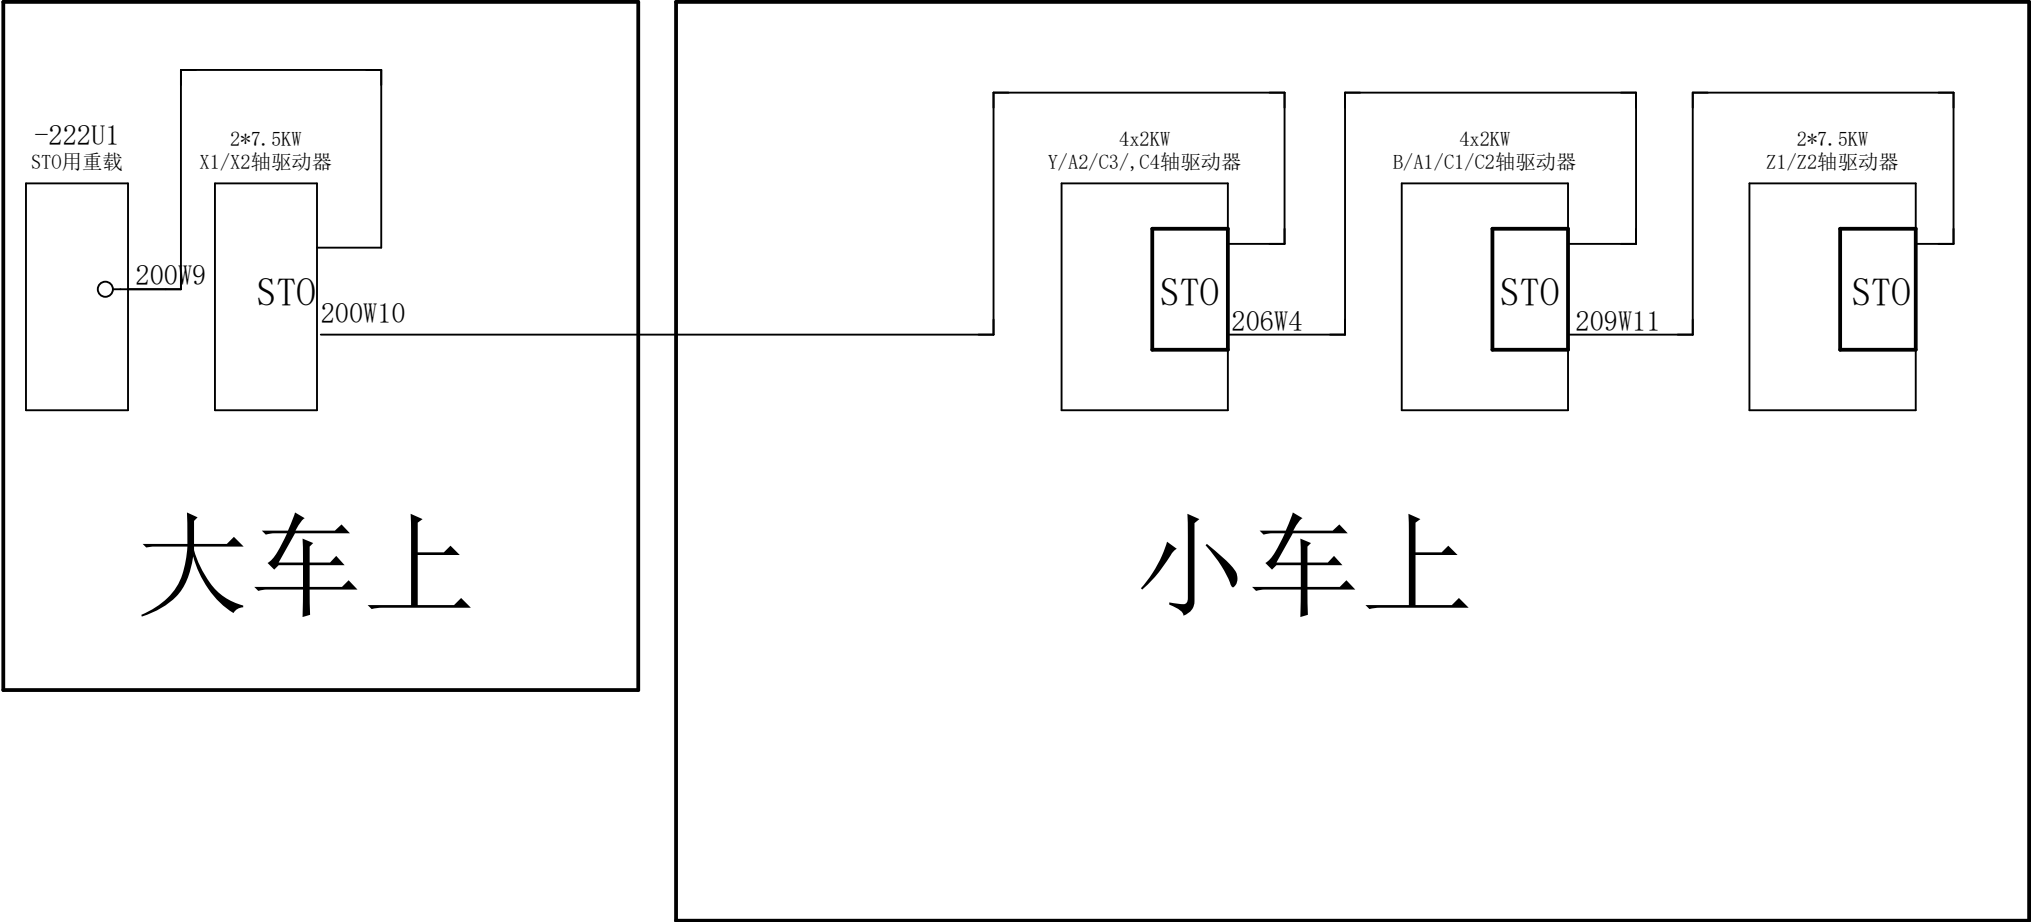 -222U1
STO用重载
2*7.5KW
X1/X2轴驱动器
200W9
STO
200W10
大车上
4x2KW
Y/A2/C3/,C4轴驱动器
STO
206W4
4x2KW
B/A1/C1/C2轴驱动器
STO
209W11
2*7.5KW
Z1/Z2轴驱动器
STO
小车上